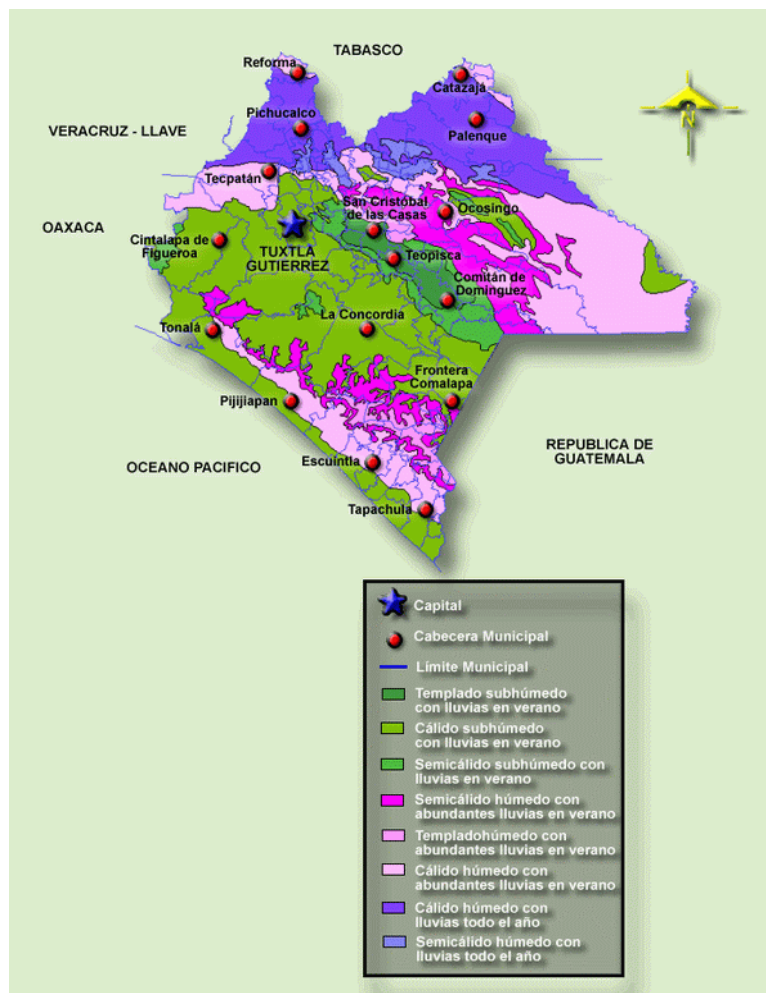 TABASCO
Reforma
Catazajá
Pichucalco
VERACRUZ - LLAVE
Palenque
N
Tecpatán
San Cristóbal
de las Casas
Ocosingo
OAXACA
Cintalapa de
Figueroa
TUXTLA
GUTIERREZ
Teopisca
Comitán de
Dominguez
La Concordia
Tonalá
Frontera
Comalapa
Pijijiapan
REPUBLICA DE
GUATEMALA
OCEANO PACIFICO
Escuíntla
Tapachula
Capital
Cabecera Municipal
Límite Municipal
Templado subhúmedo
con lluvias en verano
Cálido subhúmedo
con lluvias en verano
Semicálido subhúmedo con
lluvias en verano
Semicálido húmedo con
abundantes lluvias en verano
Templadohúmedo con
abundantes lluvias en verano
Cálido húmedo con
abundantes lluvias en verano
Cálido húmedo con
lluvias todo el año
Semicálido húmedo con
lluvias todo el año